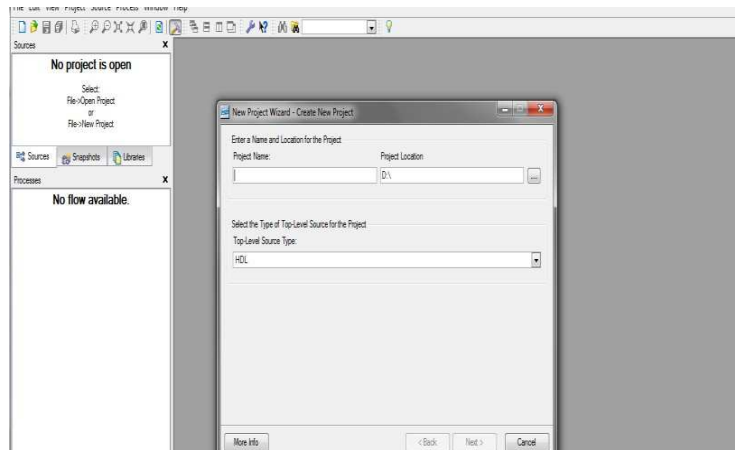 File Edit View Project Source Process Window Help
Sources x
No project is open
Select:
File->Open Project
or
File->New Project
Sources Snapshots Libraries
Processes x
No flow available.
New Project Wizard - Create New Project
Enter a Name and Location for the Project
Project Name: Project Location
D:\ ...
Select the Type of Top-Level Source for the Project
Top-Level Source Type:
HDL
More Info < Back Next > Cancel